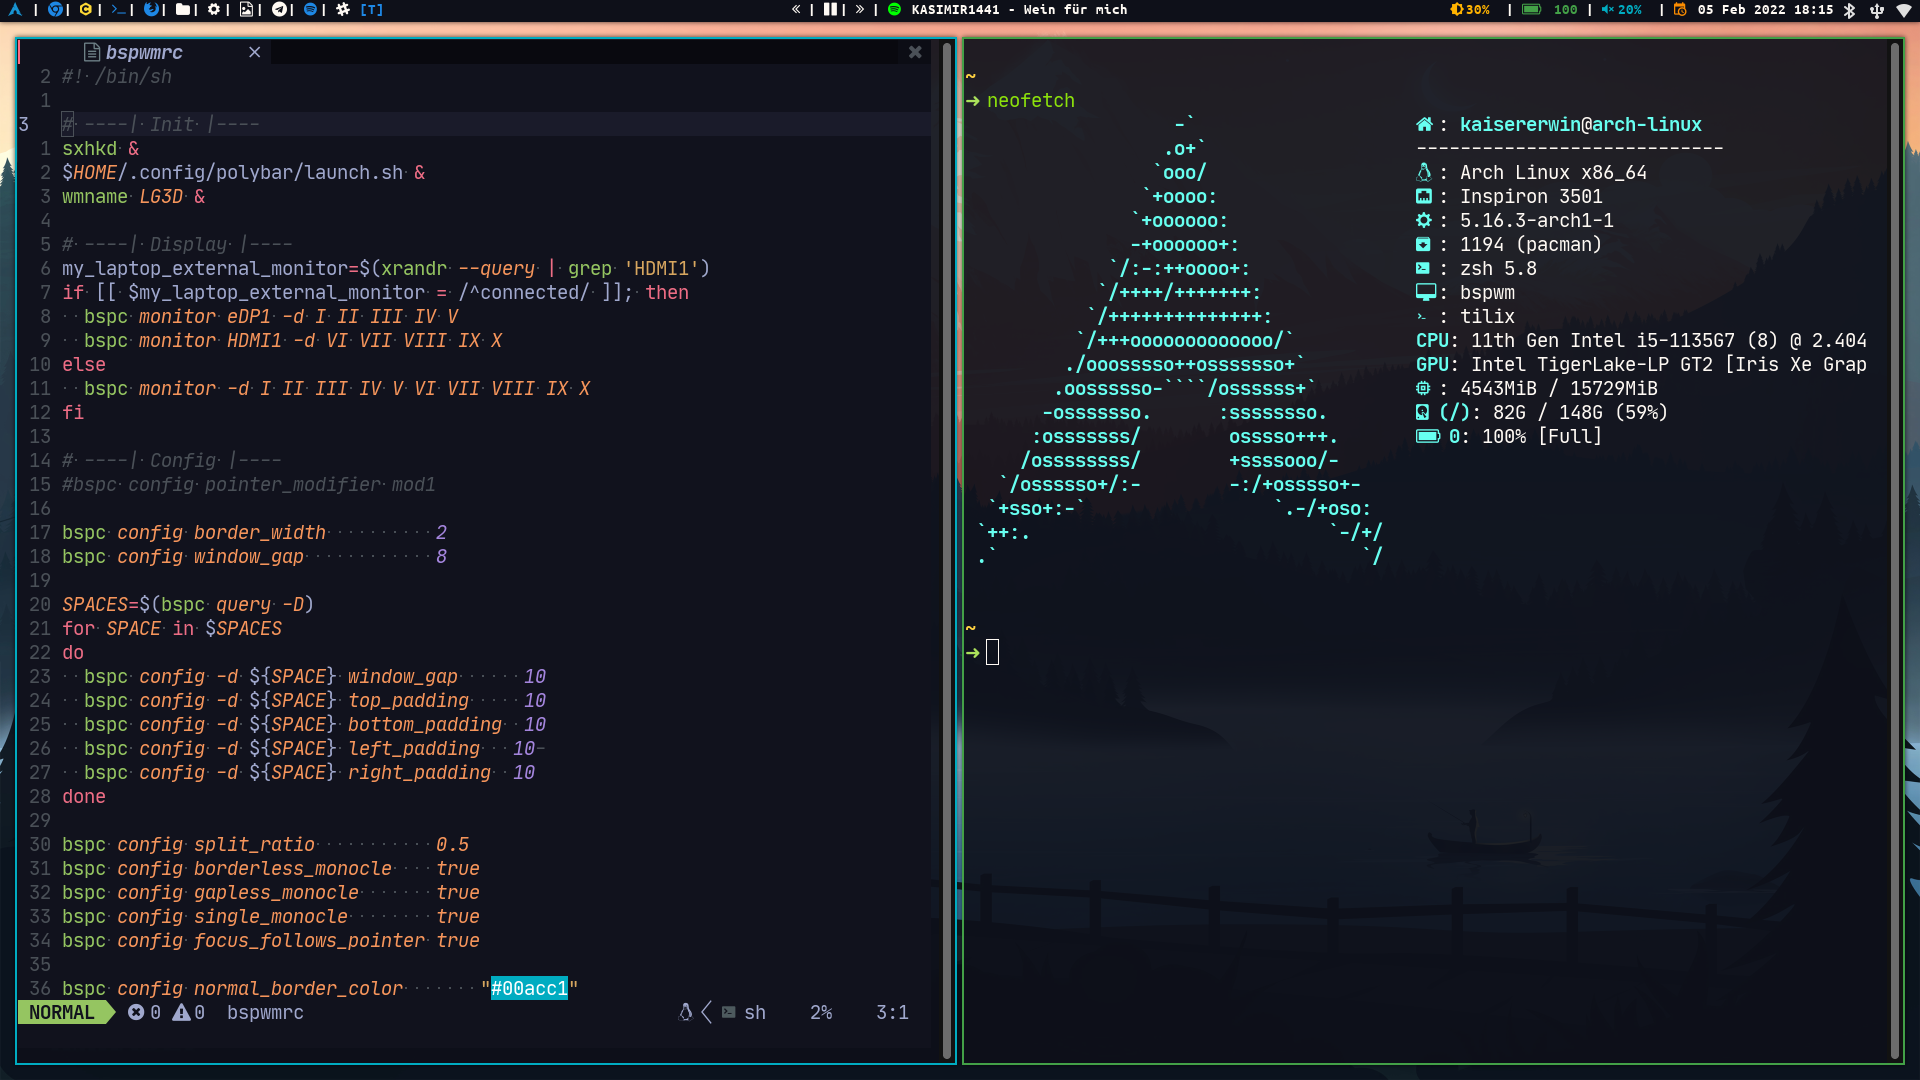 [T] KASIMIR1441 - Wein für mich 30% | 100 | 20% | 05 Feb 2022 18:15
bspwmrc
2 #! /bin/sh
1
3 # ----| Init |----
1 sxhkd &
2 $HOME/.config/polybar/launch.sh &
3 wmname LG3D &
4
5 # ----| Display |----
6 my_laptop_external_monitor=$(xrandr --query | grep 'HDMI1')
7 if [[ $my_laptop_external_monitor = /^connected/ ]]; then
8 bspc monitor eDP1 -d I II III IV V
9 bspc monitor HDMI1 -d VI VII VIII IX X
10 else
11 bspc monitor -d I II III IV V VI VII VIII IX X
12 fi
13
14 # ----| Config |----
15 #bspc config pointer_modifier mod1
16
17 bspc config border_width 2
18 bspc config window_gap 8
19
20 SPACES=$(bspc query -D)
21 for SPACE in $SPACES
22 do
23 bspc config -d ${SPACE} window_gap 10
24 bspc config -d ${SPACE} top_padding 10
25 bspc config -d ${SPACE} bottom_padding 10
26 bspc config -d ${SPACE} left_padding 10-
27 bspc config -d ${SPACE} right_padding 10
28 done
29
30 bspc config split_ratio 0.5
31 bspc config borderless_monocle true
32 bspc config gapless_monocle true
33 bspc config single_monocle true
34 bspc config focus_follows_pointer true
35
36 bspc config normal_border_color "#00acc1"
NORMAL 0 0 bspwmrc sh 2% 3:1
~
→ neofetch
-`
.o+`
`ooo/
`+oooo:
`+oooooo:
-+oooooo+:
`/:-:++oooo+:
`/++++/+++++++:
`/++++++++++++++:
`/+++ooooooooooooo/`
./ooosssso++osssssso+`
.oossssso-````/ossssss+`
-osssssso. :ssssssso.
:osssssss/ osssso+++.
/ossssssss/ +ssssooo/-
`/ossssso+/:- -:/+osssso+-
`+sso+:-` `.-/+oso:
`++:. `-/+/
.` `/
kaisererwin@arch-linux
----------------------------
: Arch Linux x86_64
: Inspiron 3501
: 5.16.3-arch1-1
: 1194 (pacman)
: zsh 5.8
: bspwm
: tilix
CPU: 11th Gen Intel i5-1135G7 (8) @ 2.404
GPU: Intel TigerLake-LP GT2 [Iris Xe Grap
: 4543MiB / 15729MiB
(/): 82G / 148G (59%)
0: 100% [Full]
~
→